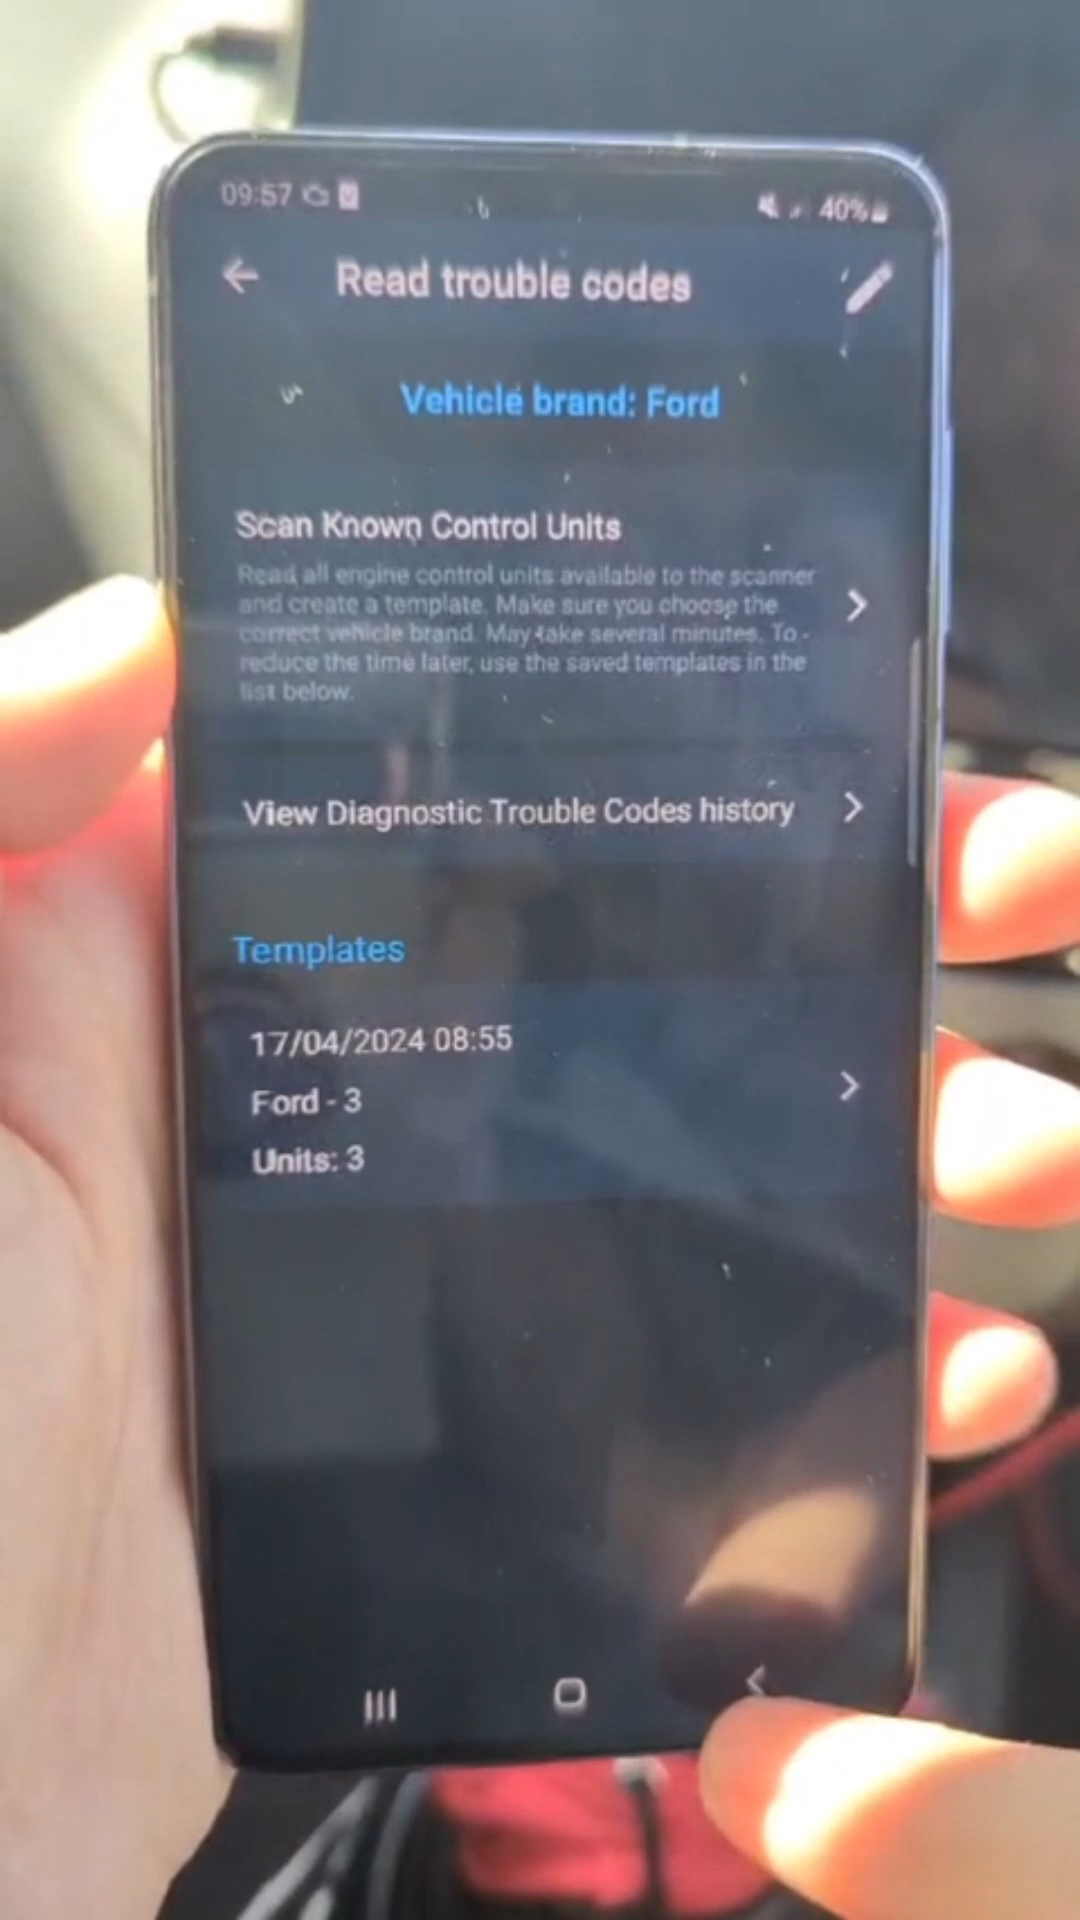 09:57
40%
Read trouble codes
Vehicle brand: Ford
Scan Known Control Units
Read all engine control units available to the scanner
and create a template. Make sure you choose the
correct vehicle brand. May take several minutes. To
reduce the time later, use the saved templates in the
list below.
View Diagnostic Trouble Codes history
Templates
17/04/2024 08:55
Ford - 3
Units: 3